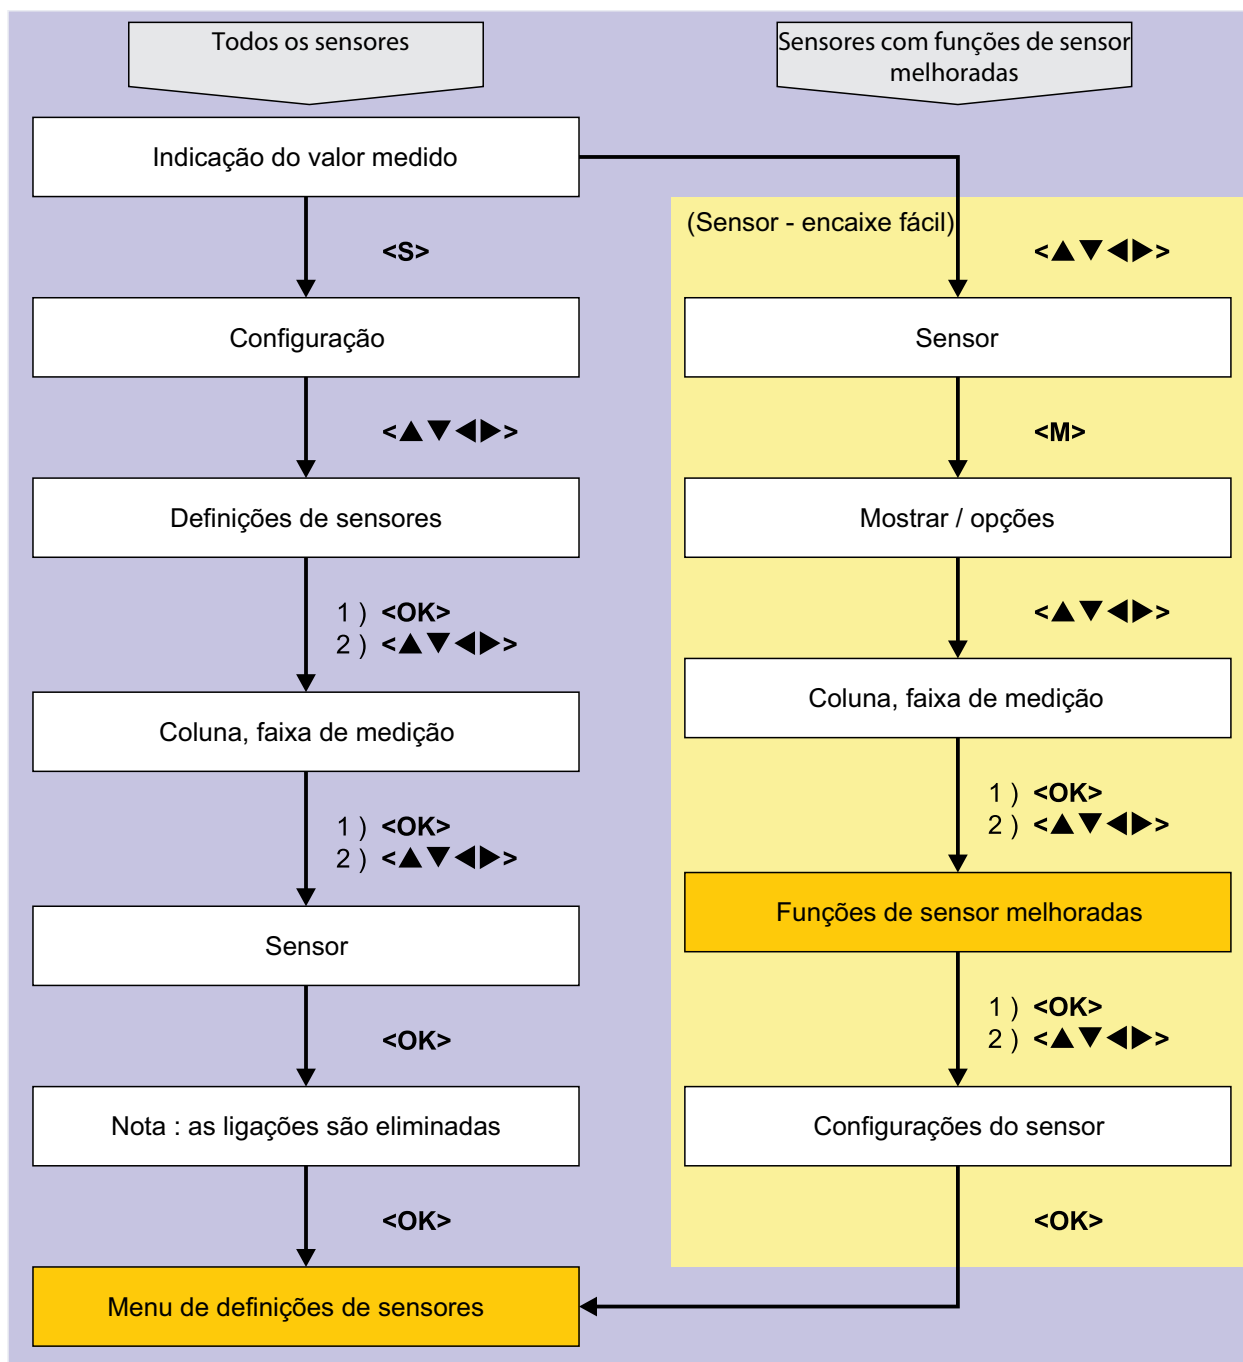 Todos os sensores
Indicação do valor medido
<S>
Configuração
<▲▼◀▶>
Definições de sensores
1 ) <OK>
2 ) <▲▼◀▶>
Coluna, faixa de medição
1 ) <OK>
2 ) <▲▼◀▶>
Sensor
<OK>
Nota : as ligações são eliminadas
<OK>
Menu de definições de sensores
Sensores com funções de sensor
melhoradas
(Sensor - encaixe fácil)
<▲▼◀▶>
Sensor
<M>
Mostrar / opções
<▲▼◀▶>
Coluna, faixa de medição
1 ) <OK>
2 ) <▲▼◀▶>
Funções de sensor melhoradas
1 ) <OK>
2 ) <▲▼◀▶>
Configurações do sensor
<OK>